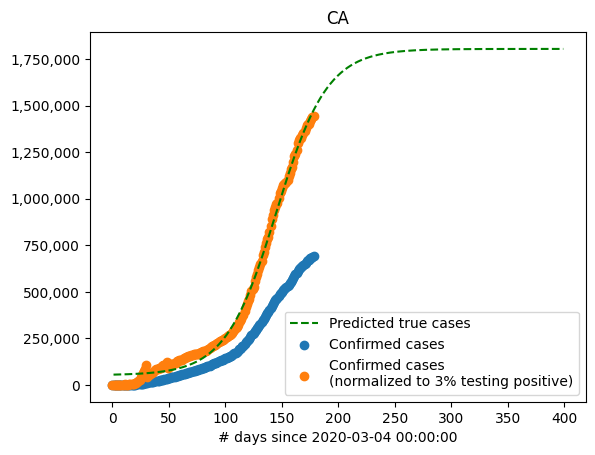 CA
1,750,000
1,500,000
1,250,000
1,000,000
750,000
500,000
250,000
0
0 50 100 150 200 250 300 350 400
# days since 2020-03-04 00:00:00
Predicted true cases
Confirmed cases
Confirmed cases
(normalized to 3% testing positive)